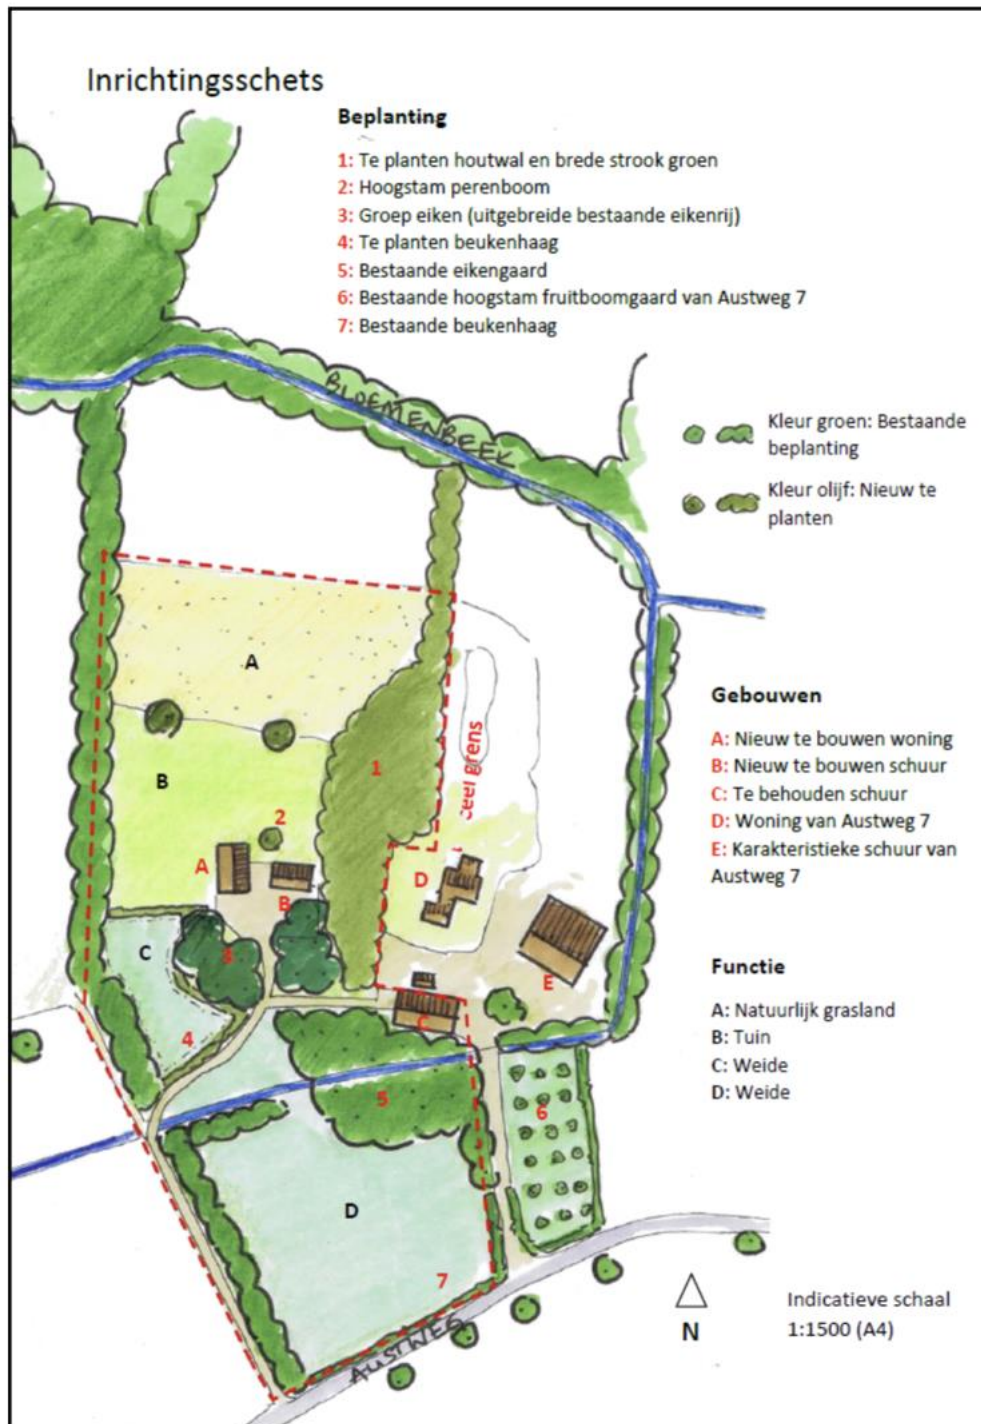 Inrichtingsschets
Beplanting
1: Te planten houtwal en brede strook groen
2: Hoogstam perenboom
3: Groep eiken (uitgebreide bestaande eikenrij)
4: Te planten beukenhaag
5: Bestaande eikengaard
6: Bestaande hoogstam fruitboomgaard van Austweg 7
7: Bestaande beukenhaag
BLOEMENBEEK
Kleur groen: Bestaande
beplanting
Kleur olijf: Nieuw te
planten
A
B
1
ceel grens
2
A
B
D
C
3
E
C
4
5
6
D
7
AUSTWEG
Gebouwen
A: Nieuw te bouwen woning
B: Nieuw te bouwen schuur
C: Te behouden schuur
D: Woning van Austweg 7
E: Karakteristieke schuur van
Austweg 7
Functie
A: Natuurlijk grasland
B: Tuin
C: Weide
D: Weide
N
Indicatieve schaal
1:1500 (A4)